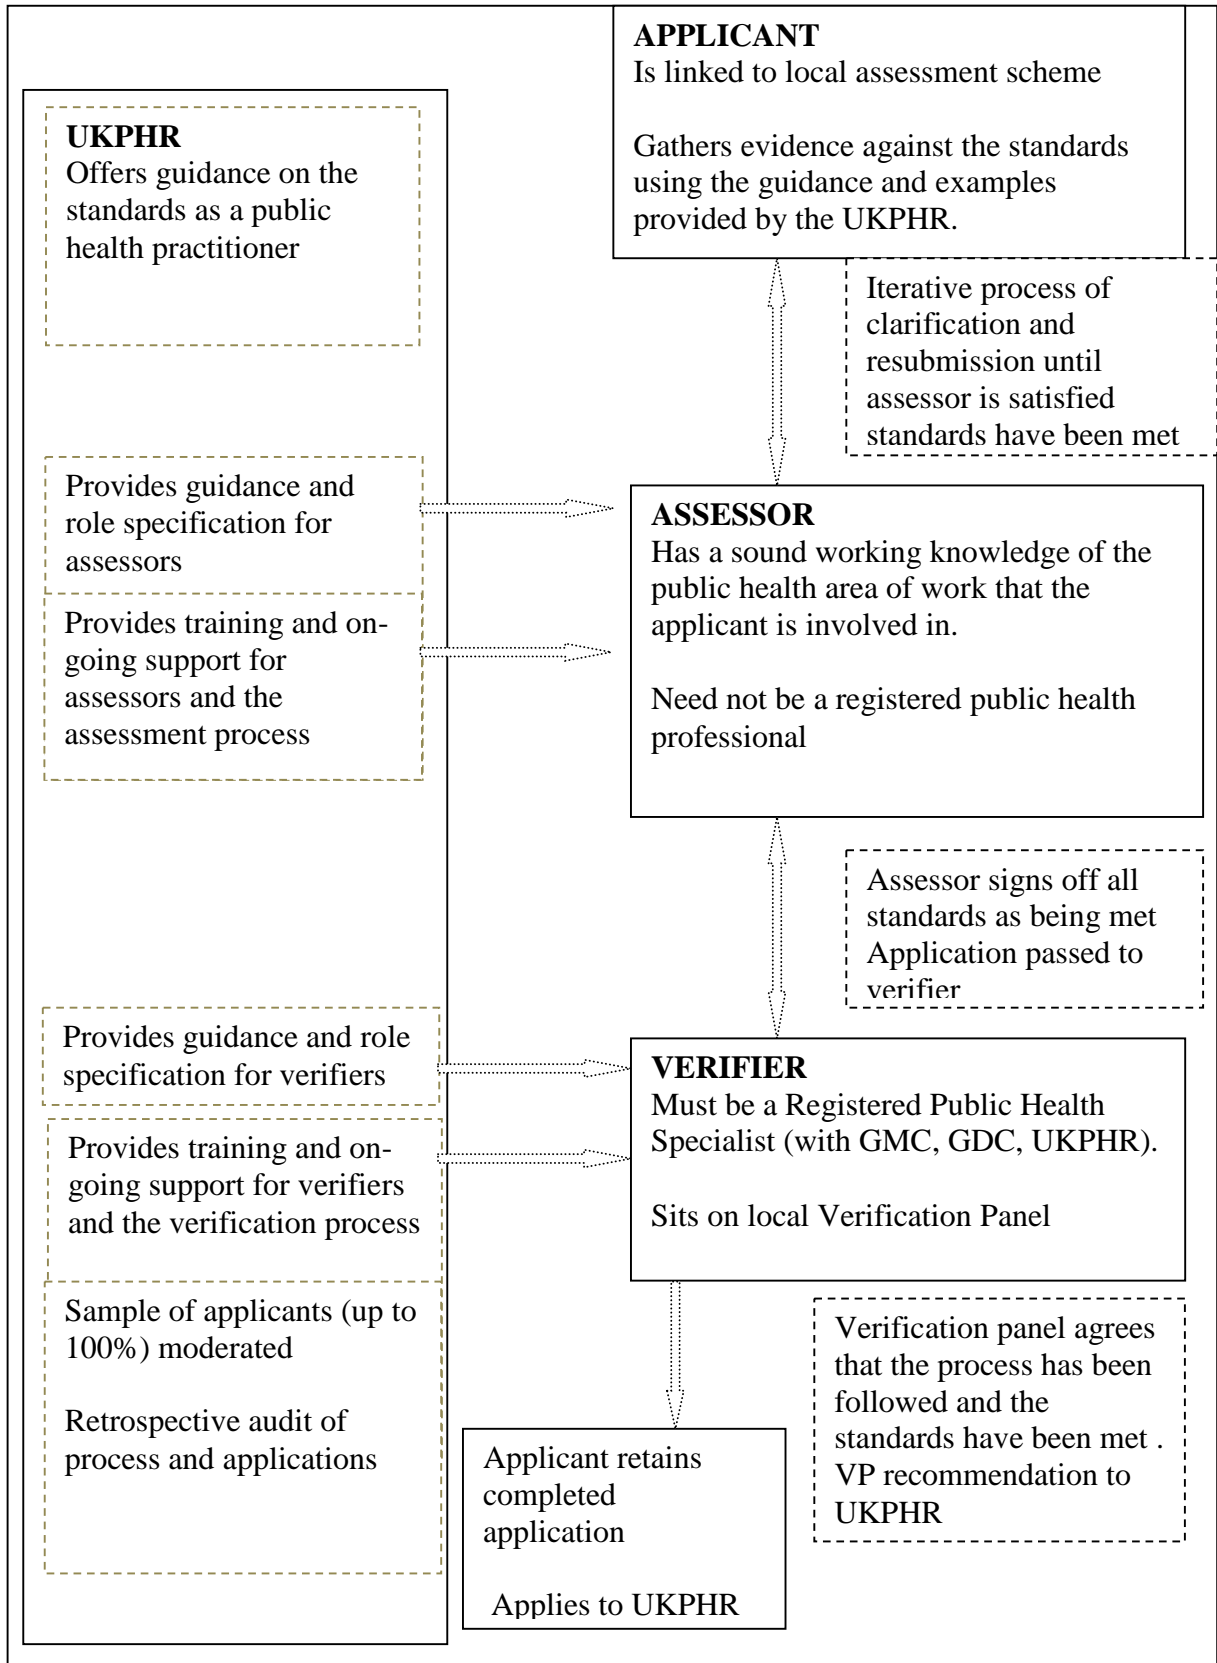 UKPHR
Offers guidance on the
standards as a public
health practitioner
Provides guidance and
role specification for
assessors
Provides training and on-
going support for
assessors and the
assessment process
Provides guidance and role
specification for verifiers
Provides training and on-
going support for verifiers
and the verification process
Sample of applicants (up to
100%) moderated
Retrospective audit of
process and applications
APPLICANT
Is linked to local assessment scheme
Gathers evidence against the standards
using the guidance and examples
provided by the UKPHR.
Iterative process of
clarification and
resubmission until
assessor is satisfied
standards have been met
ASSESSOR
Has a sound working knowledge of the
public health area of work that the
applicant is involved in.
Need not be a registered public health
professional
Assessor signs off all
standards as being met
Application passed to
verifier
VERIFIER
Must be a Registered Public Health
Specialist (with GMC, GDC, UKPHR).
Sits on local Verification Panel
Verification panel agrees
that the process has been
followed and the
standards have been met .
VP recommendation to
UKPHR
Applicant retains
completed
application
Applies to UKPHR